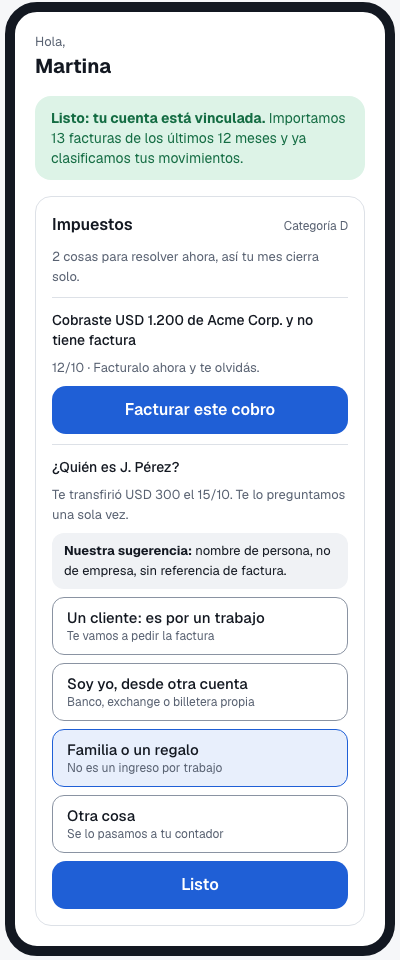 Hola,
Martina
Listo: tu cuenta está vinculada. Importamos
13 facturas de los últimos 12 meses y ya
clasificamos tus movimientos.
Impuestos
Categoría D
2 cosas para resolver ahora, así tu mes cierra
solo.
Cobraste USD 1.200 de Acme Corp. y no
tiene factura
12/10 · Facturalo ahora y te olvidás.
Facturar este cobro
¿Quién es J. Pérez?
Te transfirió USD 300 el 15/10. Te lo preguntamos
una sola vez.
Nuestra sugerencia: nombre de persona, no
de empresa, sin referencia de factura.
Un cliente: es por un trabajo
Te vamos a pedir la factura
Soy yo, desde otra cuenta
Banco, exchange o billetera propia
Familia o un regalo
No es un ingreso por trabajo
Otra cosa
Se lo pasamos a tu contador
Listo